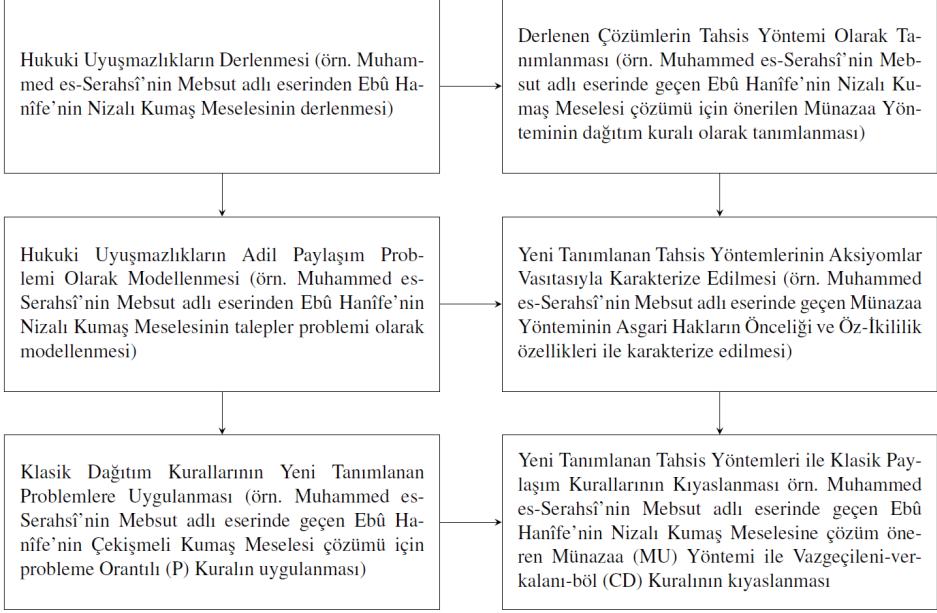 Hukuki Uyuşmazlıkların Derlenmesi (örn. Muham-
med es-Serahsî’nin Mebsut adlı eserinden Ebû Ha-
nîfe’nin Nizalı Kumaş Meselesinin derlenmesi)
Derlenen Çözümlerin Tahsis Yöntemi Olarak Ta-
nımlanması (örn. Muhammed es-Serahsî’nin Meb-
sut adlı eserinde geçen Ebû Hanîfe’nin Nizalı Ku-
maş Meselesi çözümü için önerilen Münazaa Yön-
teminin dağıtım kuralı olarak tanımlanması)
Hukuki Uyuşmazlıkların Adil Paylaşım Prob-
lemi Olarak Modellenmesi (örn. Muhammed es-
Serahsî’nin Mebsut adlı eserinden Ebû Hanîfe’nin
Nizalı Kumaş Meselesinin talepler problemi olarak
modellenmesi)
Yeni Tanımlanan Tahsis Yöntemlerinin Aksiyomlar
Vasıtasıyla Karakterize Edilmesi (örn. Muhammed
es-Serahsî’nin Mebsut adlı eserinde geçen Münazaa
Yönteminin Asgari Hakların Önceliği ve Öz-İkililik
özellikleri ile karakterize edilmesi)
Klasik Dağıtım Kurallarının Yeni Tanımlanan
Problemlere Uygulanması (örn. Muhammed es-
Serahsî’nin Mebsut adlı eserinde geçen Ebû Ha-
nîfe’nin Çekişmeli Kumaş Meselesi çözümü için
probleme Orantılı (P) Kuralın uygulanması)
Yeni Tanımlanan Tahsis Yöntemleri ile Klasik Pay-
laşım Kurallarının Kıyaslanması örn. Muhammed
es-Serahsî’nin Mebsut adlı eserinde geçen Ebû
Hanîfe’nin Nizalı Kumaş Meselesine çözüm öne-
ren Münazaa (MU) Yöntemi ile Vazgeçileni-ver-
kalanı-böl (CD) Kuralının kıyaslanması